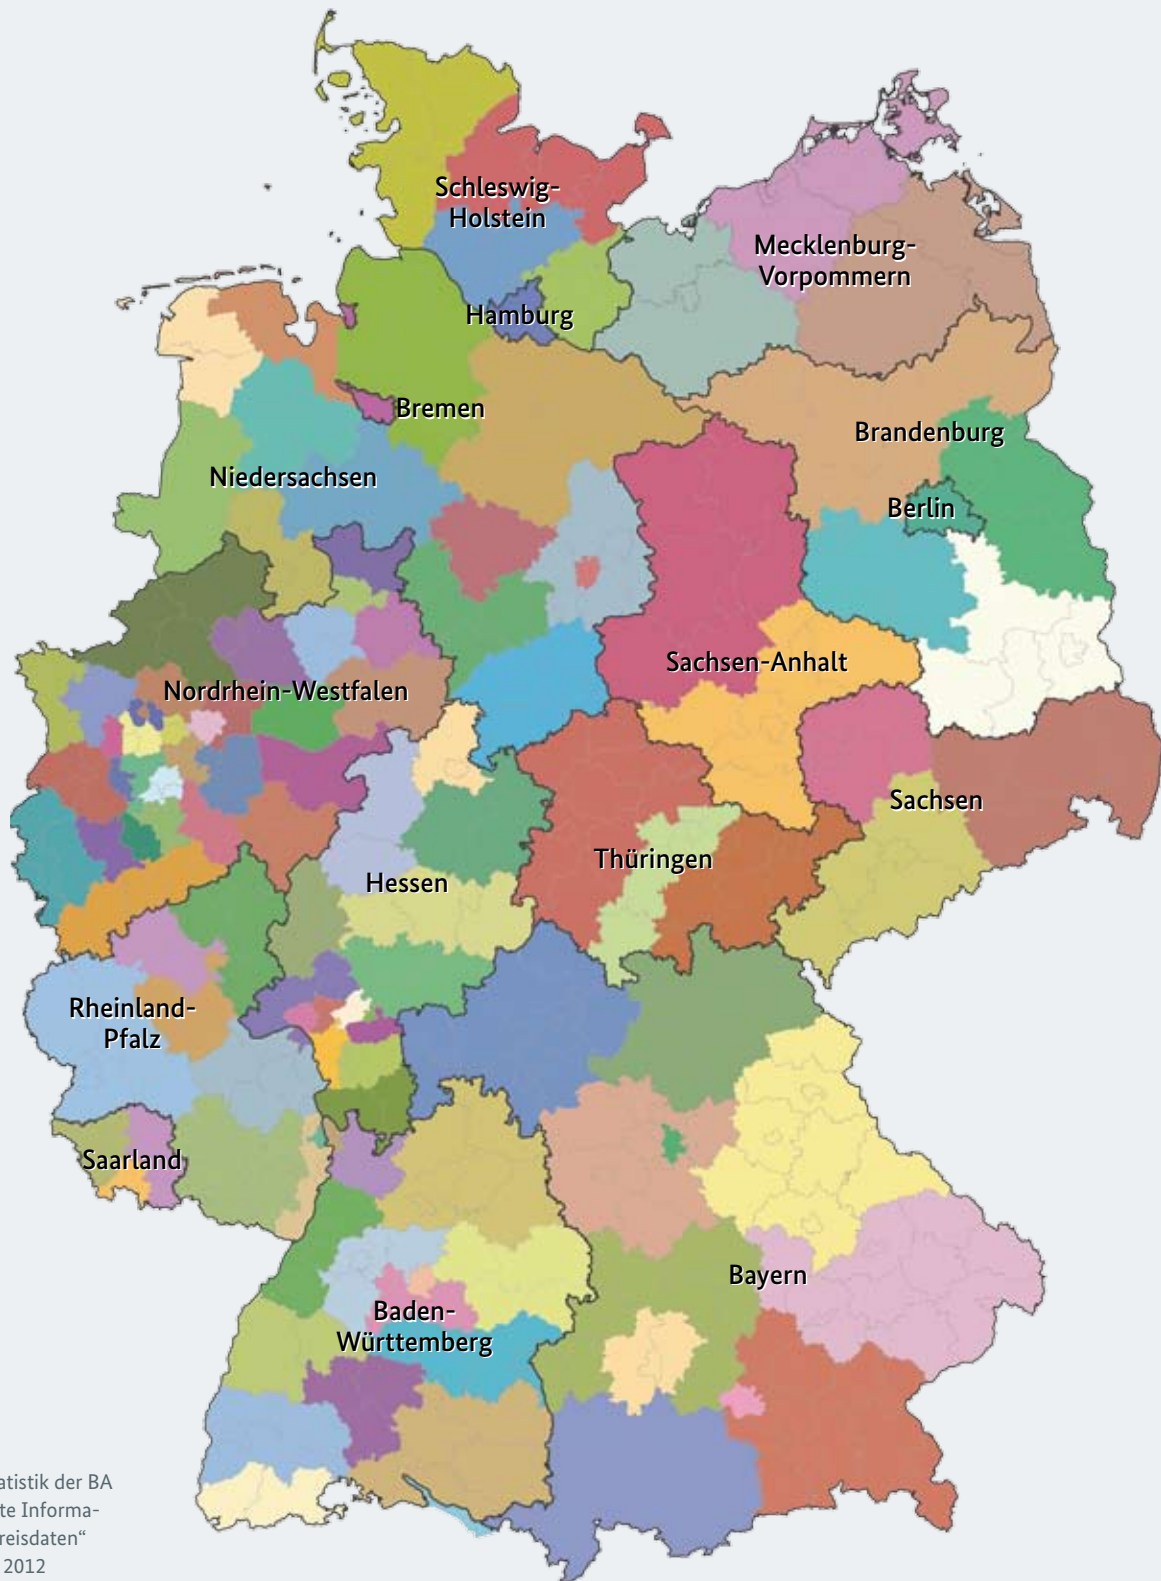 Schleswig-
Holstein
Mecklenburg-
Vorpommern
Hamburg
Bremen
Brandenburg
Niedersachsen
Berlin
Sachsen-Anhalt
Nordrhein-Westfalen
Sachsen
Thüringen
Hessen
Rheinland-
Pfalz
Saarland
Bayern
Baden-
Württemberg
atistik der BA
te Informa-
reisdaten“
2012